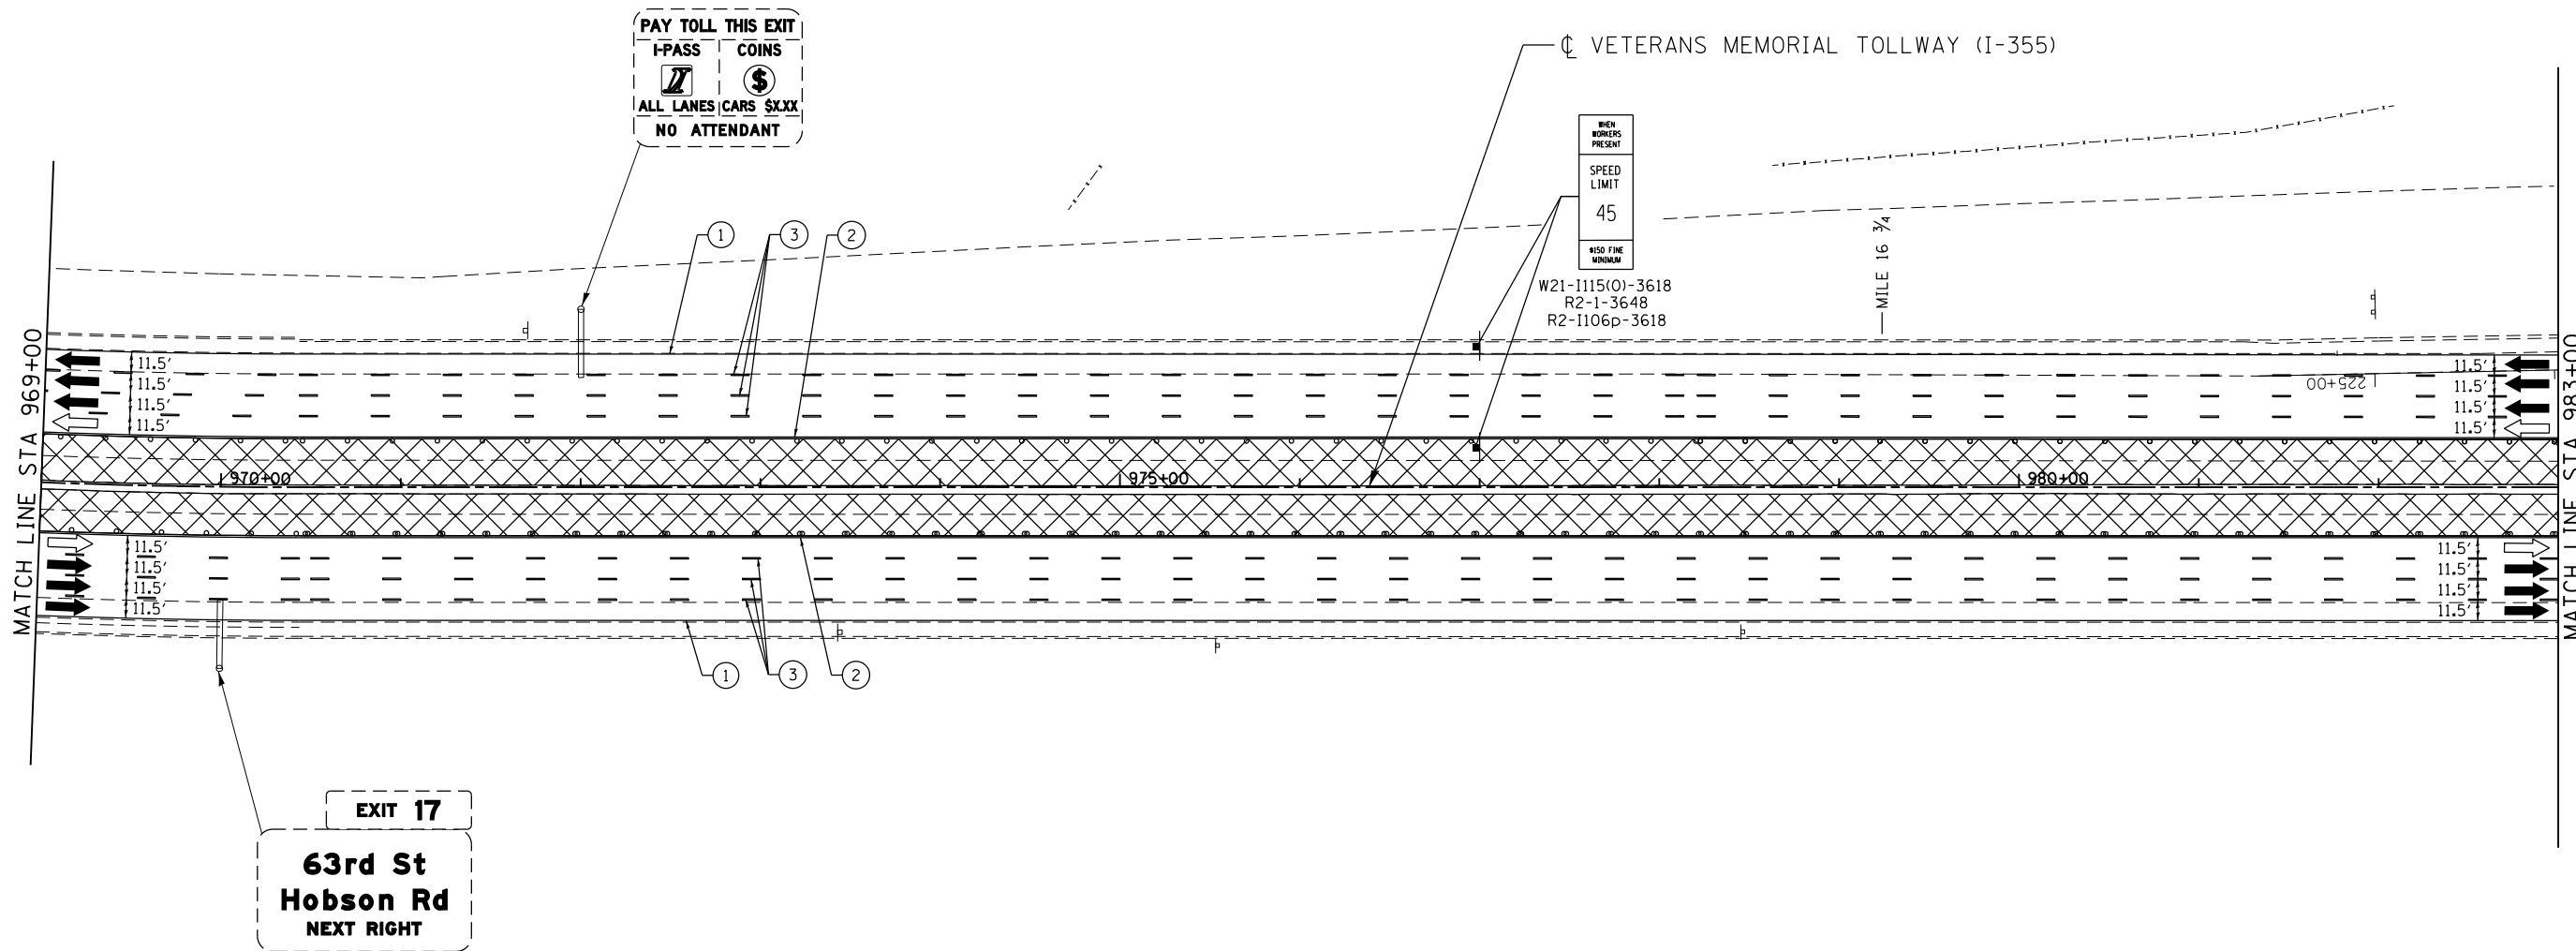 PAY TOLL THIS EXIT
I-PASS COINS
$
ALL LANES CARS $X.XX
NO ATTENDANT
℄ VETERANS MEMORIAL TOLLWAY (I-355)
WHEN
WORKERS
PRESENT
SPEED
LIMIT
45
$150 FINE
MINIMUM
W21-I115(O)-3618
R2-1-3648
R2-I106p-3618
MILE 16 3/4
1 3 2
MATCH LINE STA 969+00
MATCH LINE STA 983+00
11.5'
11.5'
11.5'
11.5'
11.5'
11.5'
11.5'
11.5'
225+00
970+00 975+00 980+00
11.5'
11.5'
11.5'
11.5'
11.5'
11.5'
11.5'
11.5'
1 3 2
EXIT 17
63rd St
Hobson Rd
NEXT RIGHT